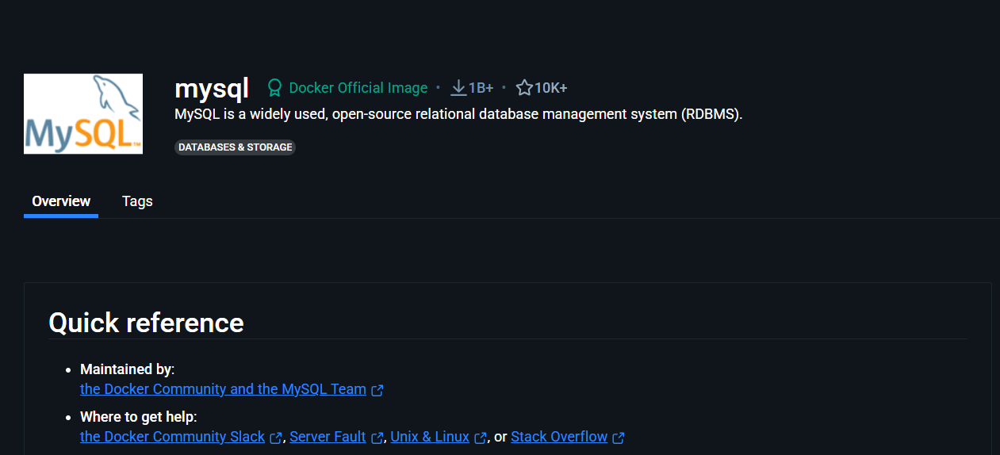 MySQL™
mysql Docker Official Image • 1B+ • 10K+
MySQL is a widely used, open-source relational database management system (RDBMS).
DATABASES & STORAGE
Overview Tags
Quick reference
• Maintained by:
the Docker Community and the MySQL Team
• Where to get help:
the Docker Community Slack, Server Fault, Unix & Linux, or Stack Overflow